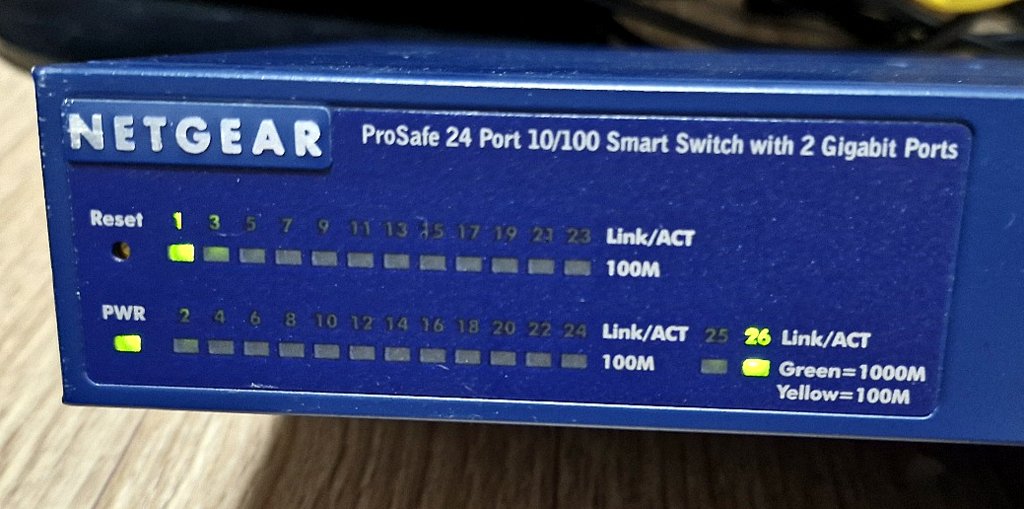 NETGEAR
ProSafe 24 Port 10/100 Smart Switch with 2 Gigabit Ports
Reset 1 3 5 7 9 11 13 15 17 19 21 23 Link/ACT
100M
PWR 2 4 6 8 10 12 14 16 18 20 22 24 Link/ACT 25 26 Link/ACT
100M Green=1000M
Yellow=100M